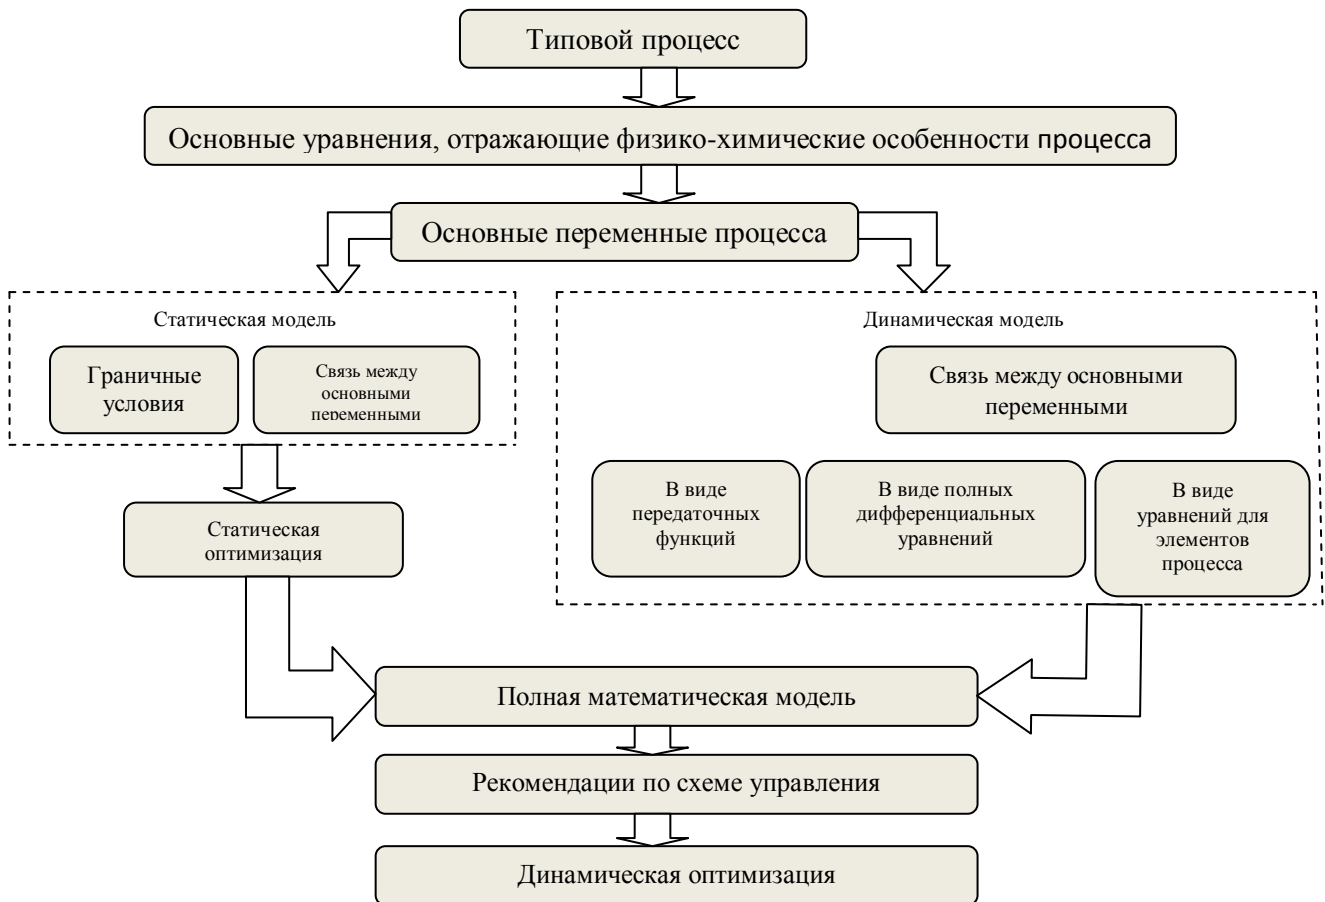 Типовой процесс
Основные уравнения, отражающие физико-химические особенности процесса
Основные переменные процесса
Статическая модель
Граничные
условия
Связь между
основными
переменными
Статическая
оптимизация
Динамическая модель
Связь между основными
переменными
В виде
передаточных
функций
В виде полных
дифференциальных
уравнений
В виде
уравнений для
элементов
процесса
Полная математическая модель
Рекомендации по схеме управления
Динамическая оптимизация